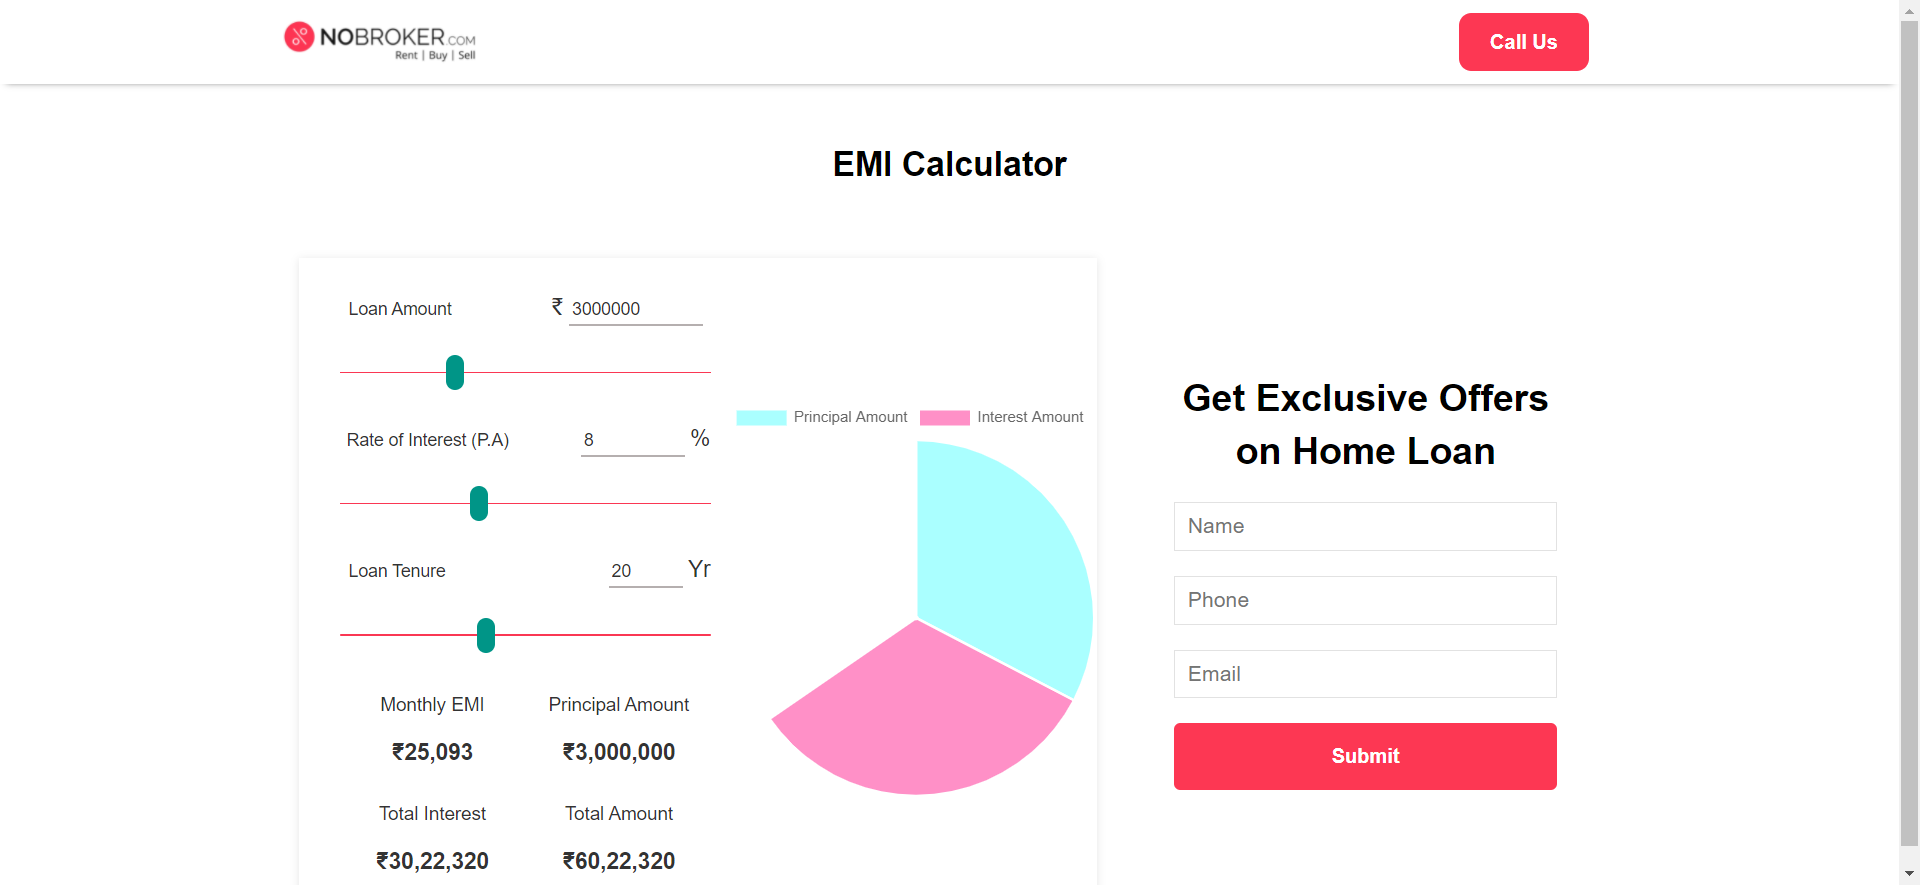 NOBROKER.COM
Rent | Buy | Sell
Call Us
EMI Calculator
Loan Amount ₹ 3000000
Rate of Interest (P.A) 8 %
Loan Tenure 20 Yr
Monthly EMI Principal Amount
₹25,093 ₹3,000,000
Total Interest Total Amount
₹30,22,320 ₹60,22,320
Principal Amount Interest Amount
Get Exclusive Offers
on Home Loan
Name
Phone
Email
Submit